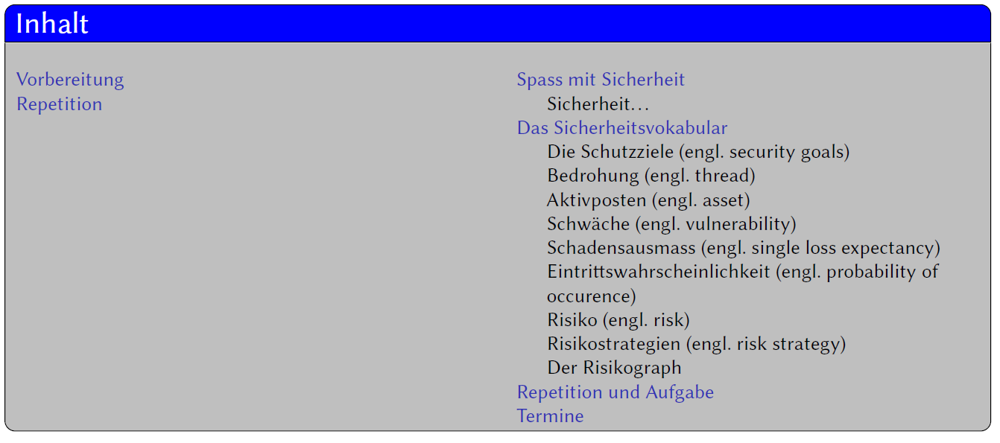 Inhalt
Vorbereitung
Repetition
Spass mit Sicherheit
Sicherheit…
Das Sicherheitsvokabular
Die Schutzziele (engl. security goals)
Bedrohung (engl. thread)
Aktivposten (engl. asset)
Schwäche (engl. vulnerability)
Schadensausmass (engl. single loss expectancy)
Eintrittswahrscheinlichkeit (engl. probability of
occurence)
Risiko (engl. risk)
Risikostrategien (engl. risk strategy)
Der Risikograph
Repetition und Aufgabe
Termine